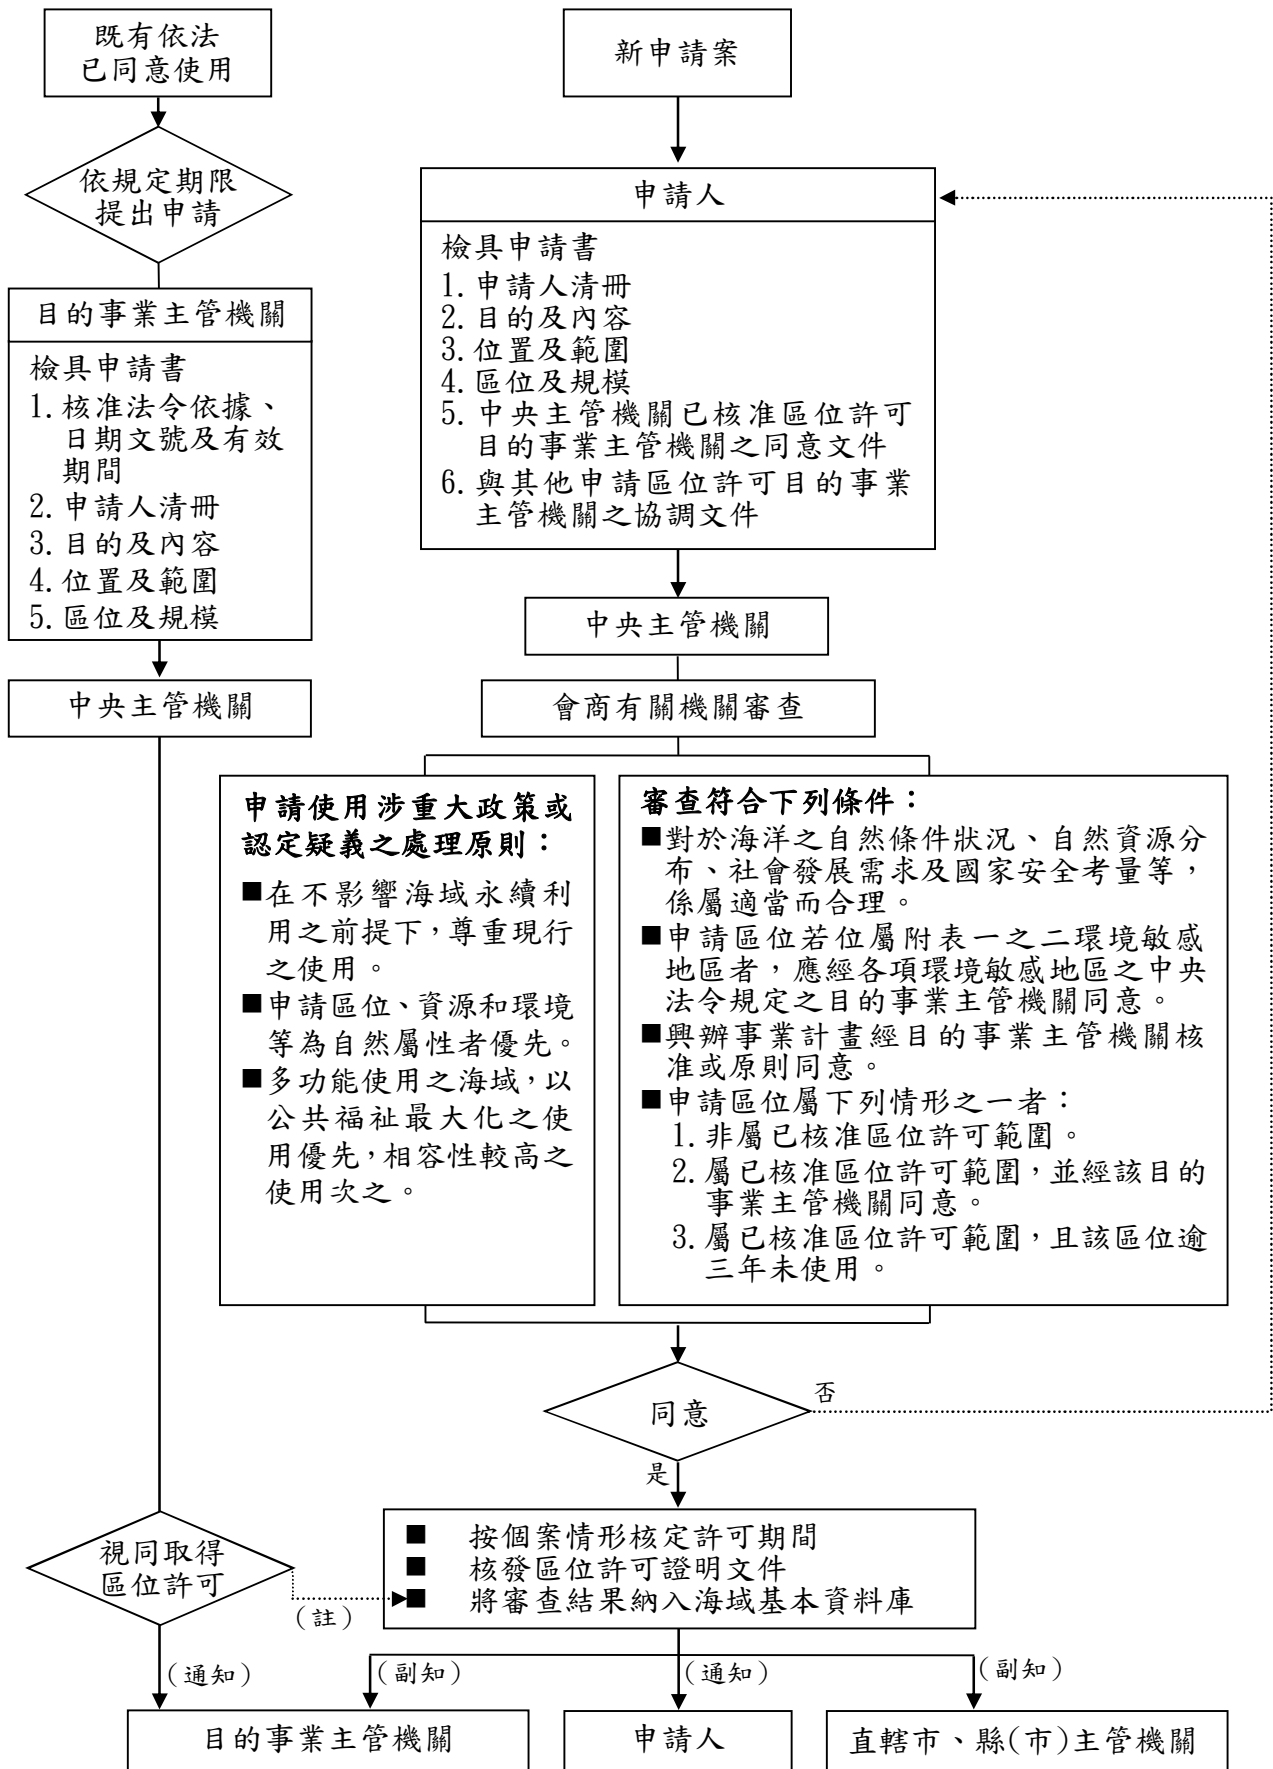 既有依法
已同意使用
依規定期限
提出申請
目的事業主管機關
檢具申請書
1.核准法令依據、
日期文號及有效
期間
2.申請人清冊
3.目的及內容
4.位置及範圍
5.區位及規模
中央主管機關
新申請案
申請人
檢具申請書
1.申請人清冊
2.目的及內容
3.位置及範圍
4.區位及規模
5.中央主管機關已核准區位許可
目的事業主管機關之同意文件
6.與其他申請區位許可目的事業
主管機關之協調文件
中央主管機關
會商有關機關審查
申請使用涉重大政策或
認定疑義之處理原則：
■在不影響海域永續利
用之前提下，尊重現行
之使用。
■申請區位、資源和環境
等為自然屬性者優先。
■多功能使用之海域，以
公共福祉最大化之使
用優先，相容性較高之
使用次之。
審查符合下列條件：
■對於海洋之自然條件狀況、自然資源分
布、社會發展需求及國家安全考量等，
係屬適當而合理。
■申請區位若位屬附表一之二環境敏感
地區者，應經各項環境敏感地區之中央
法令規定之目的事業主管機關同意。
■興辦事業計畫經目的事業主管機關核
准或原則同意。
■申請區位屬下列情形之一者：
1.非屬已核准區位許可範圍。
2.屬已核准區位許可範圍，並經該目的
事業主管機關同意。
3.屬已核准區位許可範圍，且該區位逾
三年未使用。
同意
否
是
視同取得
區位許可
（註）
■ 按個案情形核定許可期間
■ 核發區位許可證明文件
■ 將審查結果納入海域基本資料庫
（通知）
（副知）
（通知）
（副知）
目的事業主管機關
申請人
直轄市、縣(市)主管機關